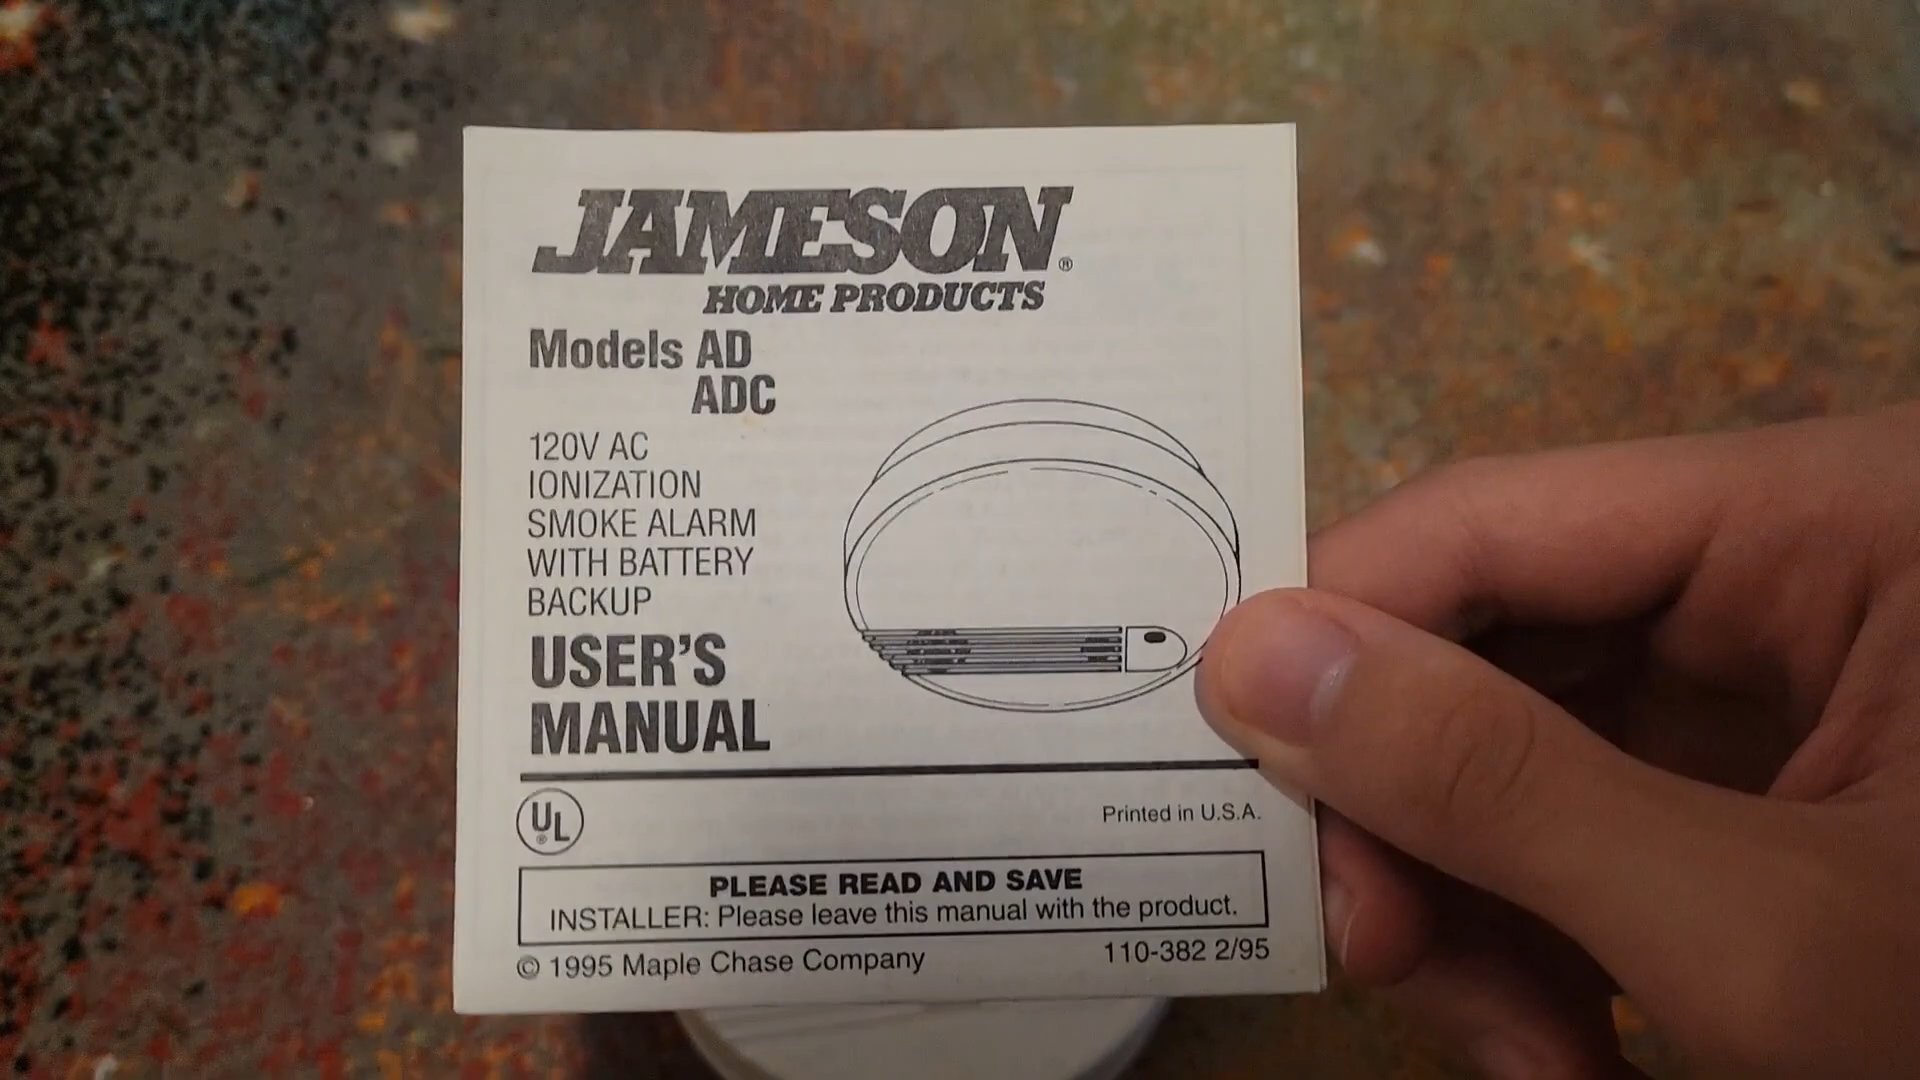 JAMESON®
HOME PRODUCTS
Models AD
ADC
120V AC
IONIZATION
SMOKE ALARM
WITH BATTERY
BACKUP
USER'S
MANUAL
UL®
Printed in U.S.A.
PLEASE READ AND SAVE
INSTALLER: Please leave this manual with the product.
© 1995 Maple Chase Company
110-382 2/95